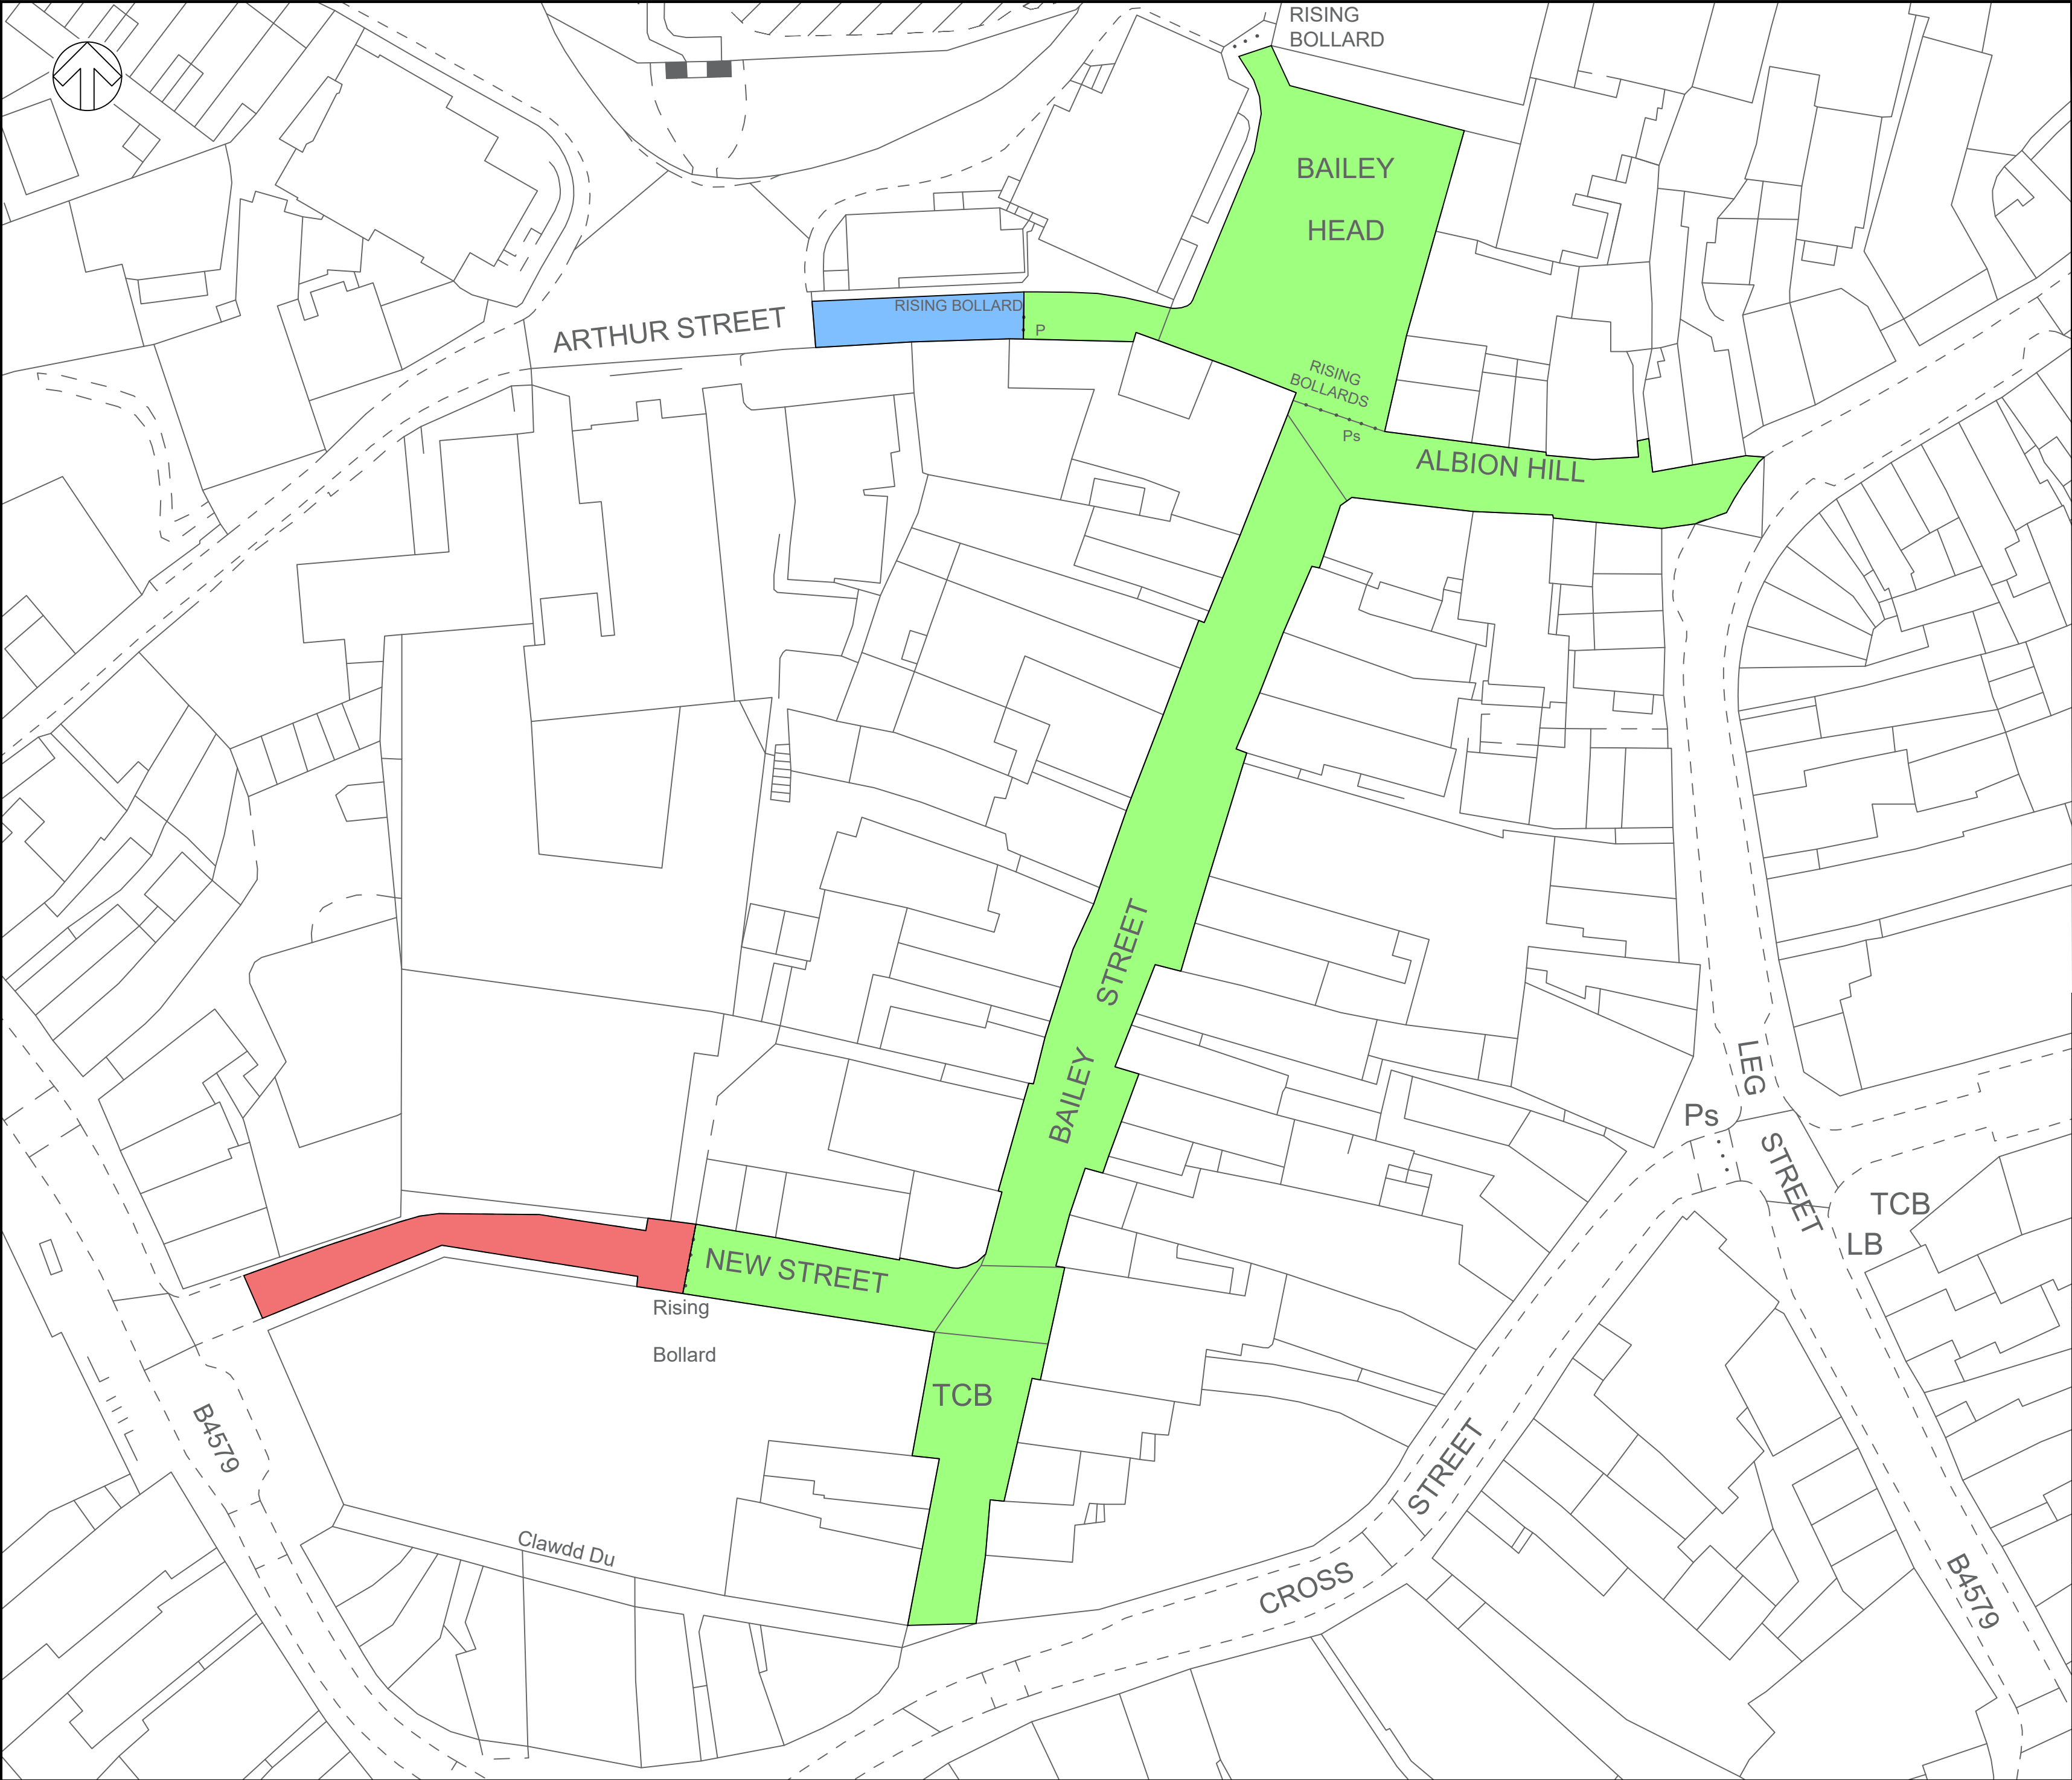 RISING
BOLLARD
BAILEY
HEAD
ARTHUR STREET
RISING BOLLARD
P
RISING
BOLLARDS
Ps
ALBION HILL
BAILEY STREET
LEG STREET
Ps
TCB
LB
NEW STREET
Rising
Bollard
TCB
B4579
Clawdd Du
CROSS STREET
B4579